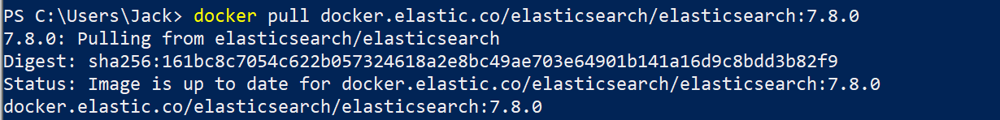 PS C:\Users\Jack> docker pull docker.elastic.co/elasticsearch/elasticsearch:7.8.0
7.8.0: Pulling from elasticsearch/elasticsearch
Digest: sha256:161bc8c7054c622b057324618a2e8bc49ae703e64901b141a16d9c8bdd3b82f9
Status: Image is up to date for docker.elastic.co/elasticsearch/elasticsearch:7.8.0
docker.elastic.co/elasticsearch/elasticsearch:7.8.0